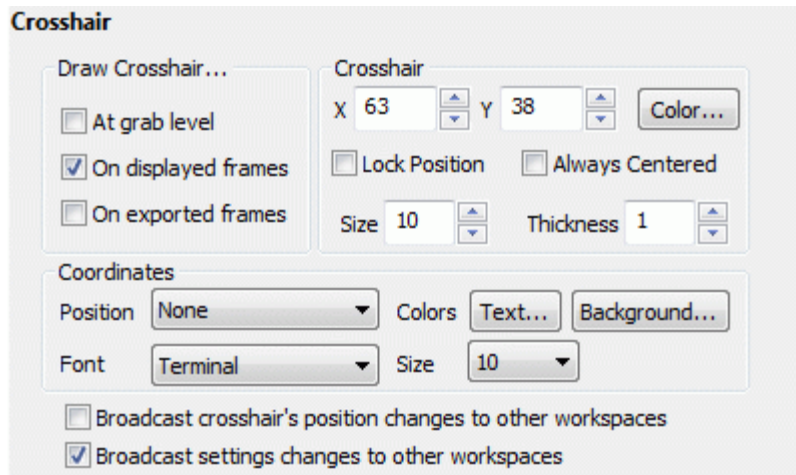 Crosshair
Draw Crosshair...
At grab level
On displayed frames
On exported frames
Crosshair
X 63 Y 38 Color...
Lock Position Always Centered
Size 10 Thickness 1
Coordinates
Position None Colors Text... Background...
Font Terminal Size 10
Broadcast crosshair's position changes to other workspaces
Broadcast settings changes to other workspaces